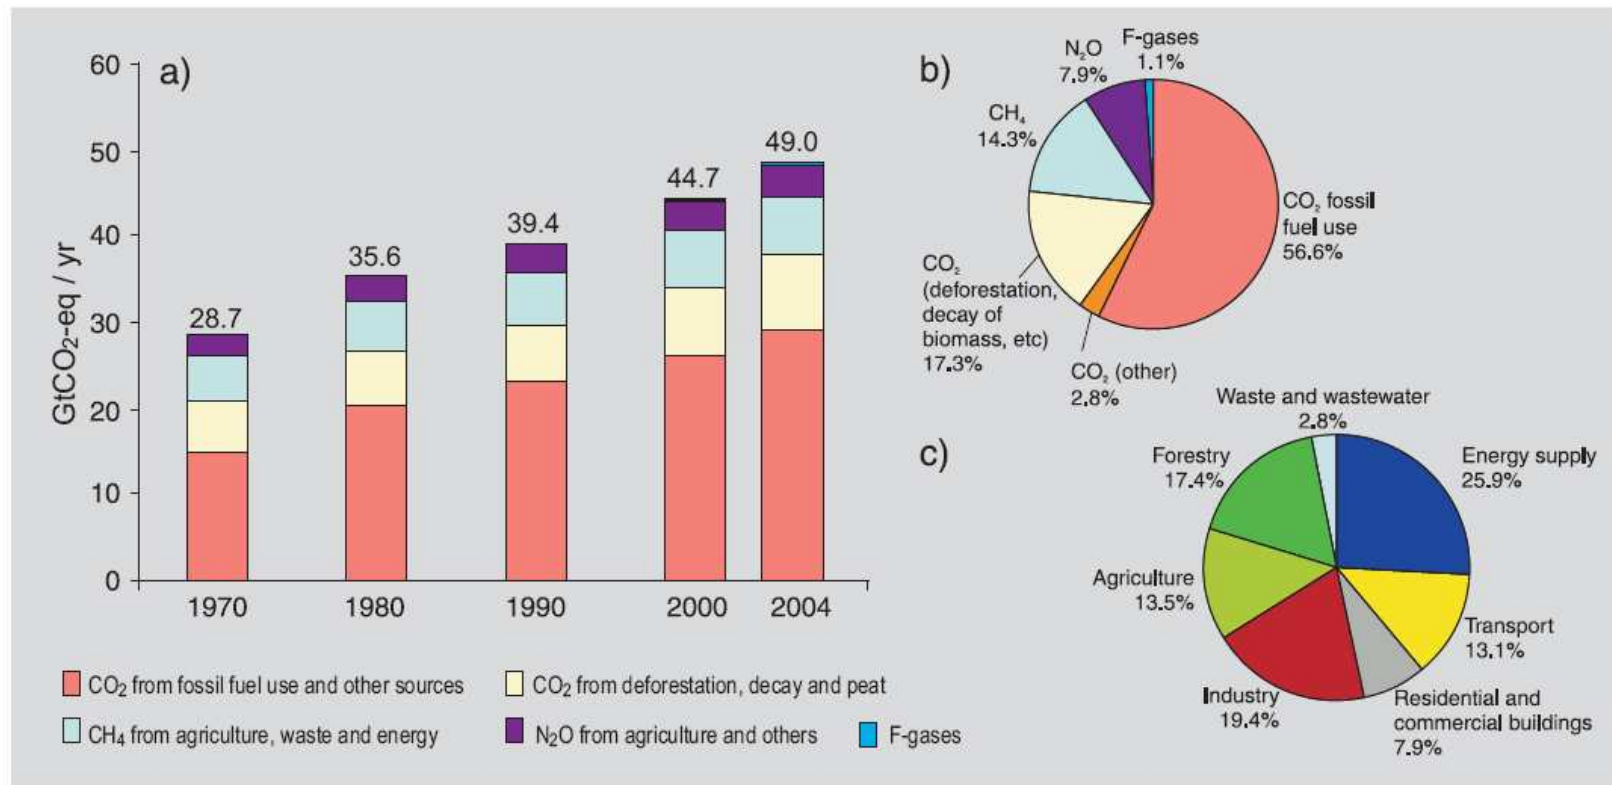 a)
60
50
40
30
20
10
0
GtCO₂-eq / yr
28.7
35.6
39.4
44.7
49.0
1970
1980
1990
2000
2004
CO₂ from fossil fuel use and other sources
CO₂ from deforestation, decay and peat
CH₄ from agriculture, waste and energy
N₂O from agriculture and others
F-gases
b)
F-gases
1.1%
N₂O
7.9%
CH₄
14.3%
CO₂ fossil
fuel use
56.6%
CO₂
(deforestation,
decay of
biomass, etc)
17.3%
CO₂ (other)
2.8%
c)
Waste and wastewater
2.8%
Forestry
17.4%
Energy supply
25.9%
Agriculture
13.5%
Transport
13.1%
Industry
19.4%
Residential and
commercial buildings
7.9%